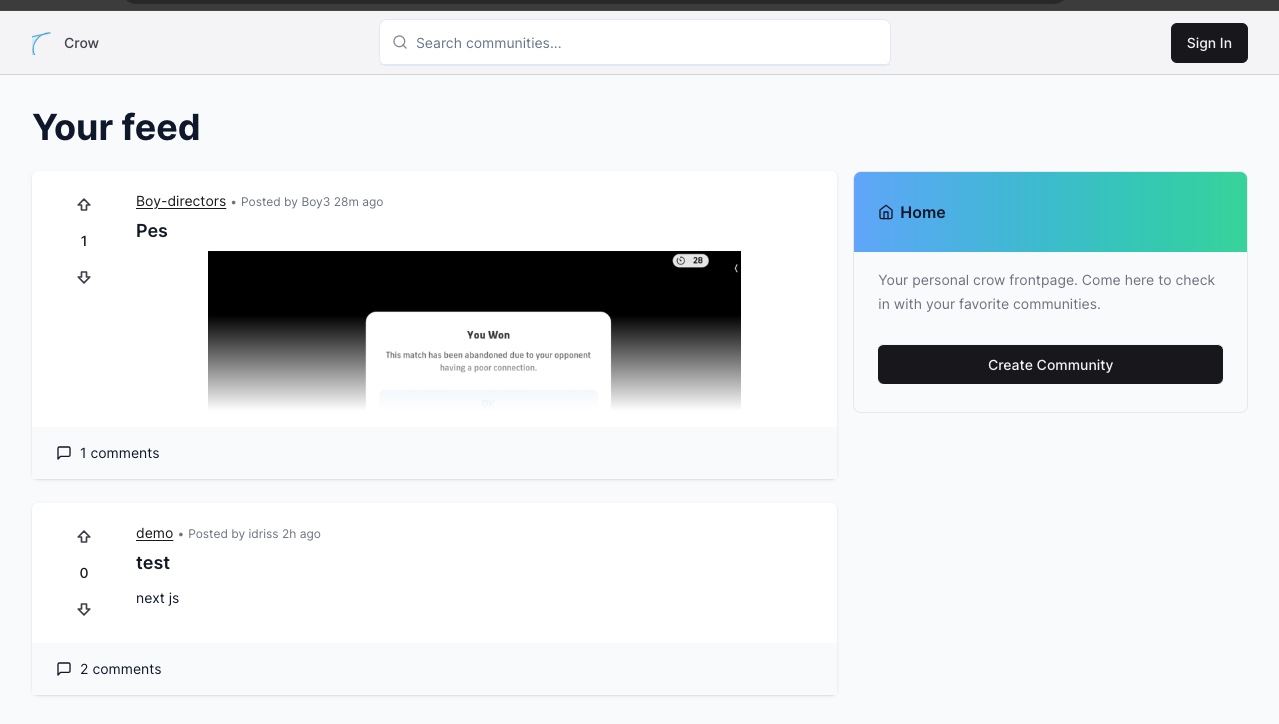 Crow
Search communities...
Sign In
Your feed
Boy-directors • Posted by Boy3 28m ago
1
Pes
28
You Won
This match has been abandoned due to your opponent
having a poor connection.
OK
1 comments
demo • Posted by idriss 2h ago
test
0
next js
2 comments
Home
Your personal crow frontpage. Come here to check
in with your favorite communities.
Create Community